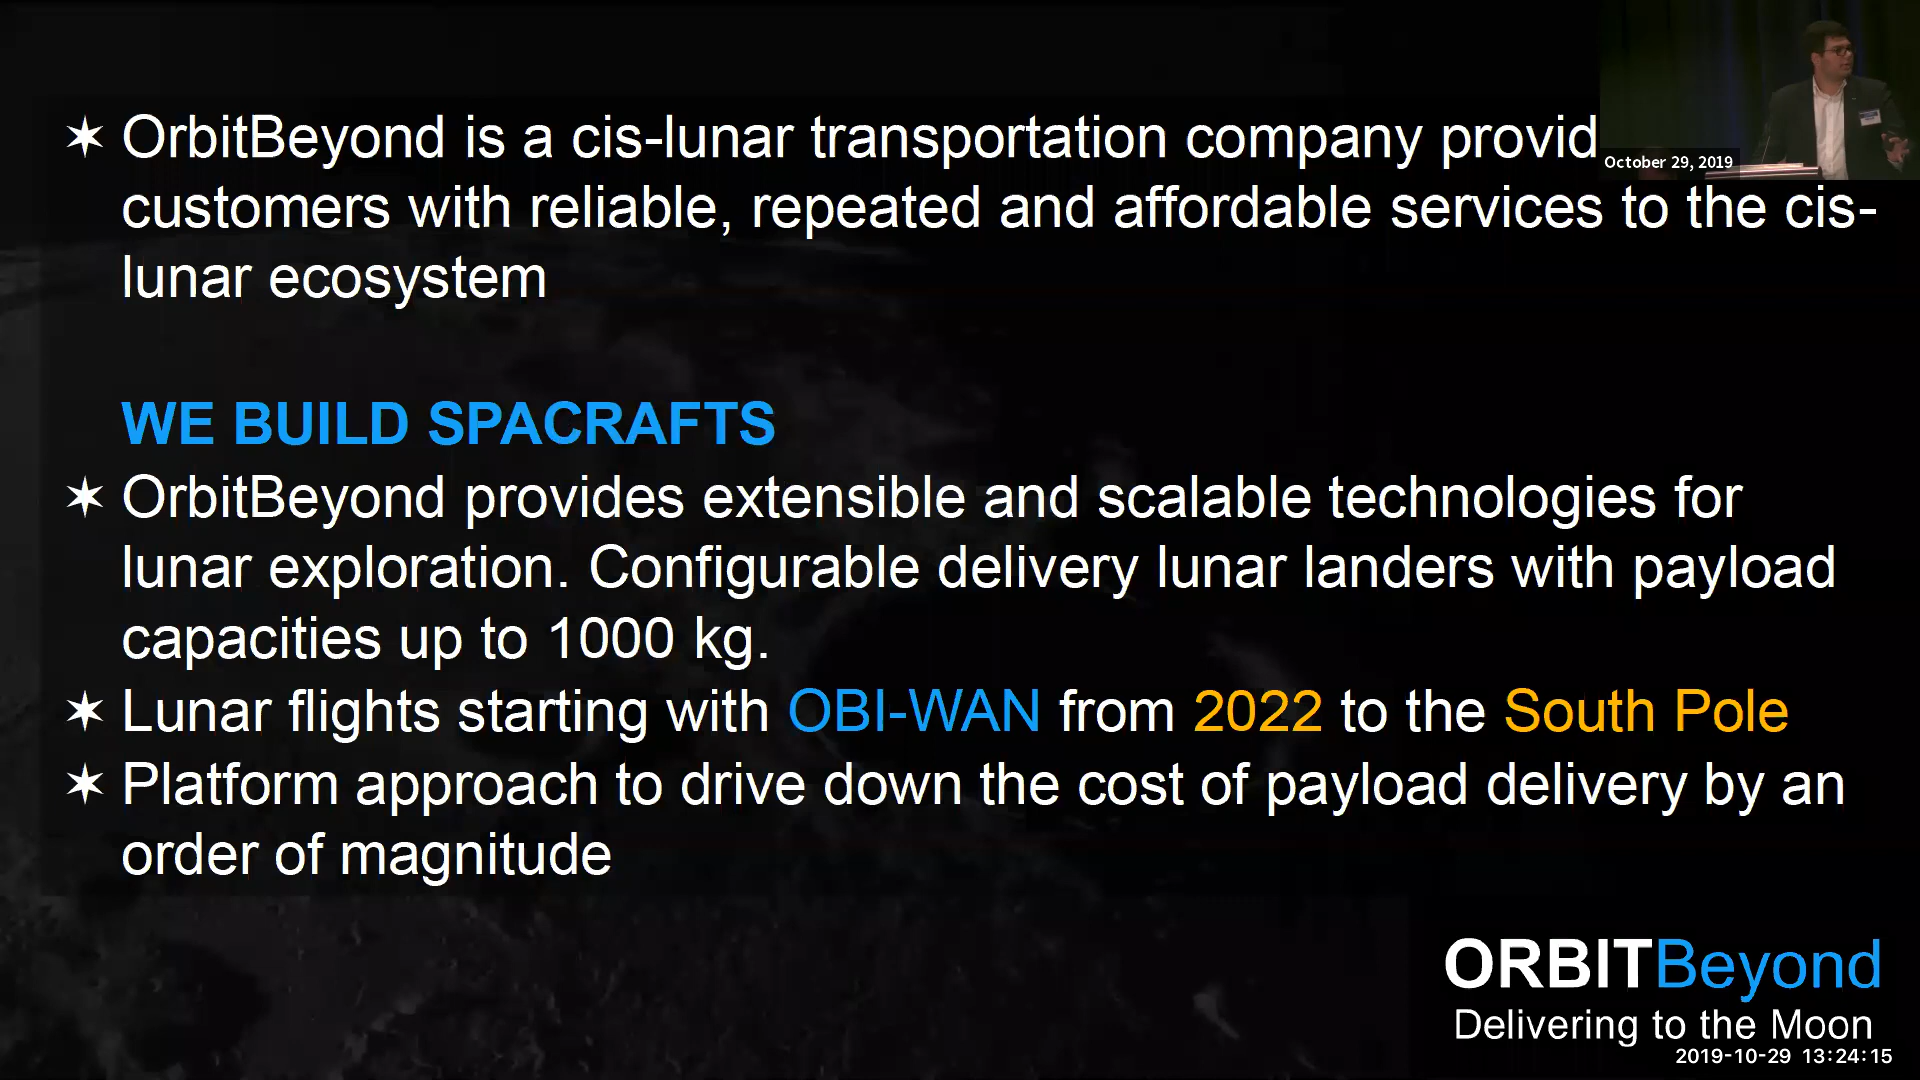 ✶ OrbitBeyond is a cis-lunar transportation company provid
October 29, 2019
customers with reliable, repeated and affordable services to the cis-
lunar ecosystem
WE BUILD SPACRAFTS
✶ OrbitBeyond provides extensible and scalable technologies for
lunar exploration. Configurable delivery lunar landers with payload
capacities up to 1000 kg.
✶ Lunar flights starting with OBI-WAN from 2022 to the South Pole
✶ Platform approach to drive down the cost of payload delivery by an
order of magnitude
ORBITBeyond
Delivering to the Moon
2019-10-29 13:24:15